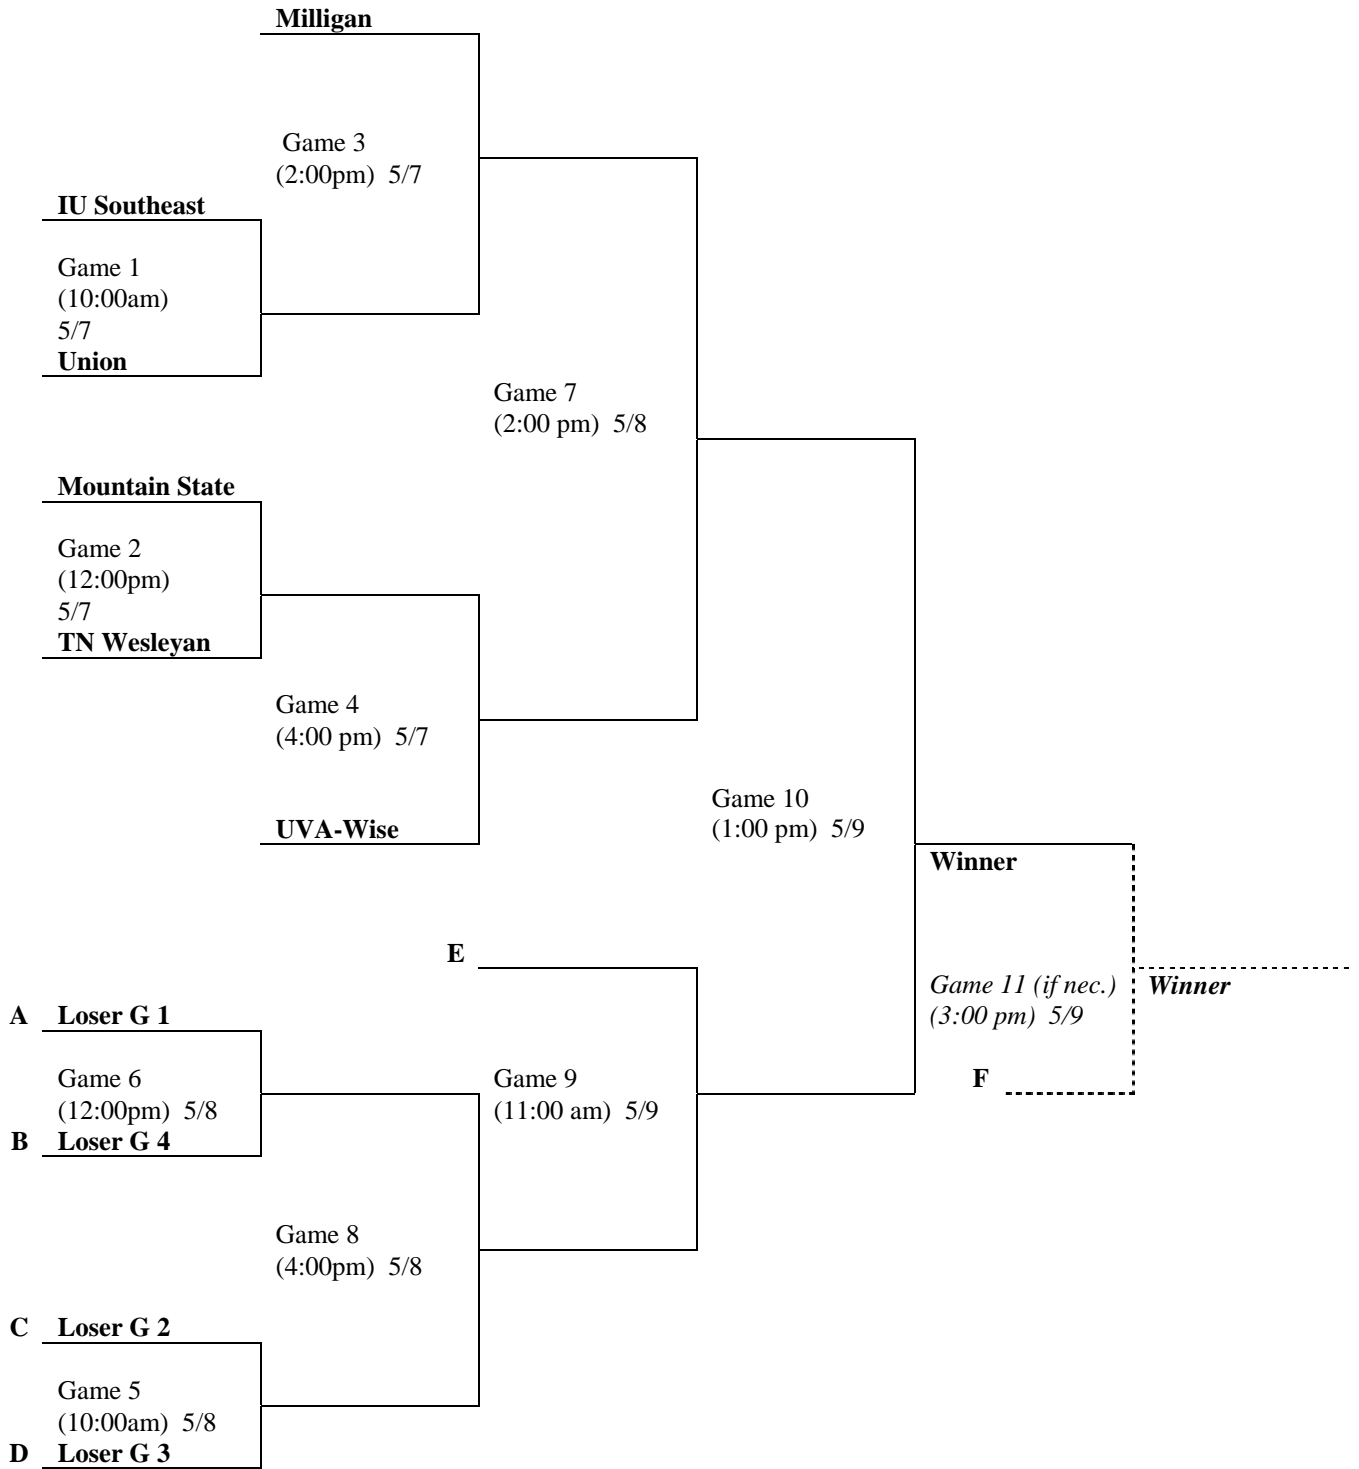 Milligan
Game 3
(2:00pm) 5/7
IU Southeast
Game 1
(10:00am)
5/7
Union
Game 7
(2:00 pm) 5/8
Mountain State
Game 2
(12:00pm)
5/7
TN Wesleyan
Game 4
(4:00 pm) 5/7
Game 10
(1:00 pm) 5/9
UVA-Wise
Winner
E
Game 11 (if nec.)
(3:00 pm) 5/9
Winner
A Loser G 1
Game 6
(12:00pm) 5/8
B Loser G 4
Game 9
(11:00 am) 5/9
F
Game 8
(4:00pm) 5/8
C Loser G 2
Game 5
(10:00am) 5/8
D Loser G 3